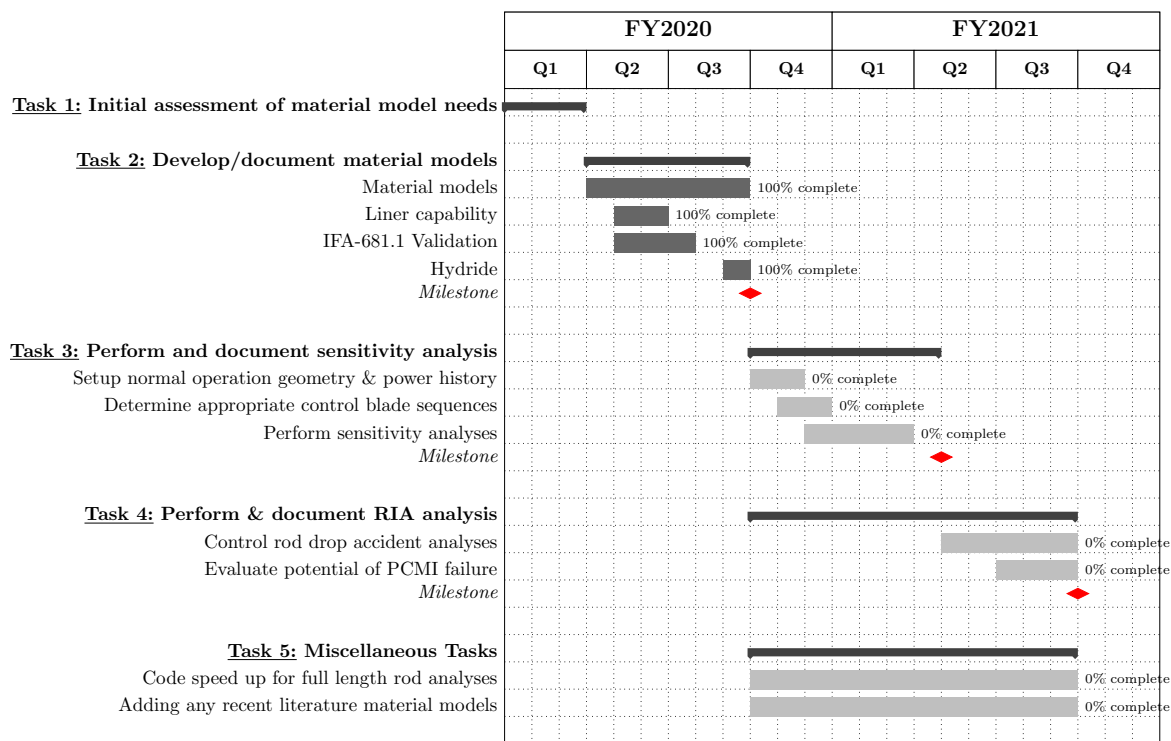 FY2020 FY2021
Q1 Q2 Q3 Q4 Q1 Q2 Q3 Q4
Task 1: Initial assessment of material model needs
Task 2: Develop/document material models
Material models 100% complete
Liner capability 100% complete
IFA-681.1 Validation 100% complete
Hydride 100% complete
Milestone
Task 3: Perform and document sensitivity analysis
Setup normal operation geometry & power history 0% complete
Determine appropriate control blade sequences 0% complete
Perform sensitivity analyses 0% complete
Milestone
Task 4: Perform & document RIA analysis
Control rod drop accident analyses 0% complete
Evaluate potential of PCMI failure 0% complete
Milestone
Task 5: Miscellaneous Tasks
Code speed up for full length rod analyses 0% complete
Adding any recent literature material models 0% complete